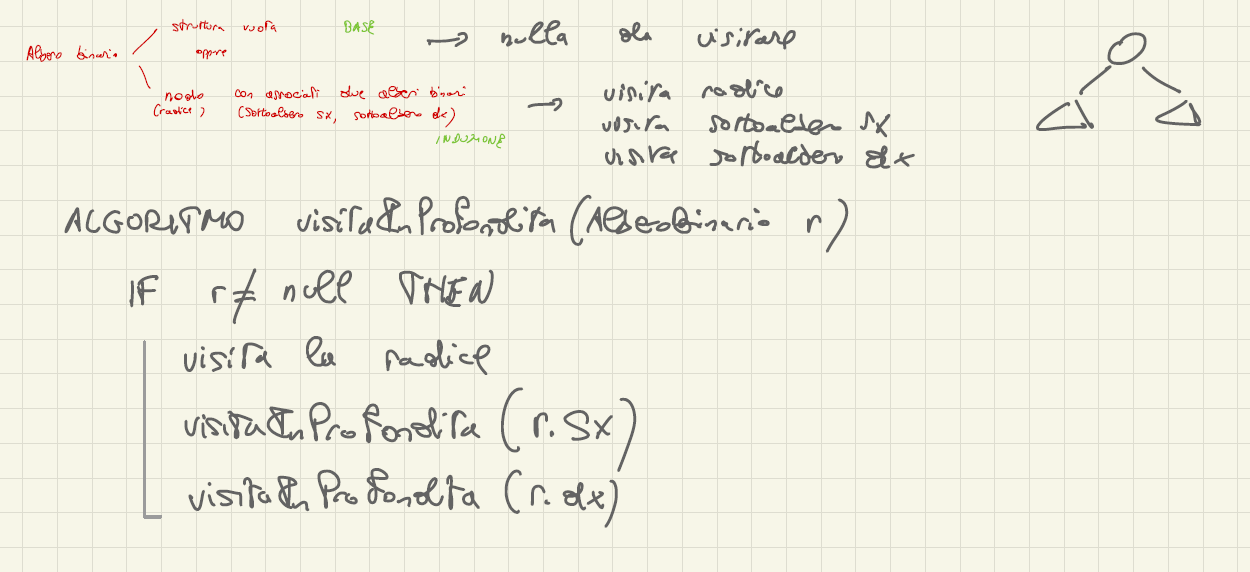 struttura vuota BASE → nulla da visitare
Albero binario
oppure
nodo con associati due alberi binari → visita radice
(radice) (sottoalbero sx, sottoalbero dx)
visita sottoalbero sx
INDUZIONE
visita sottoalbero dx
ALGORITMO visitaInProfondita (AlberoBinario r)
IF r ≠ null THEN
visita la radice
visitaInProfondita (r.sx)
visitaInProfondita (r.dx)